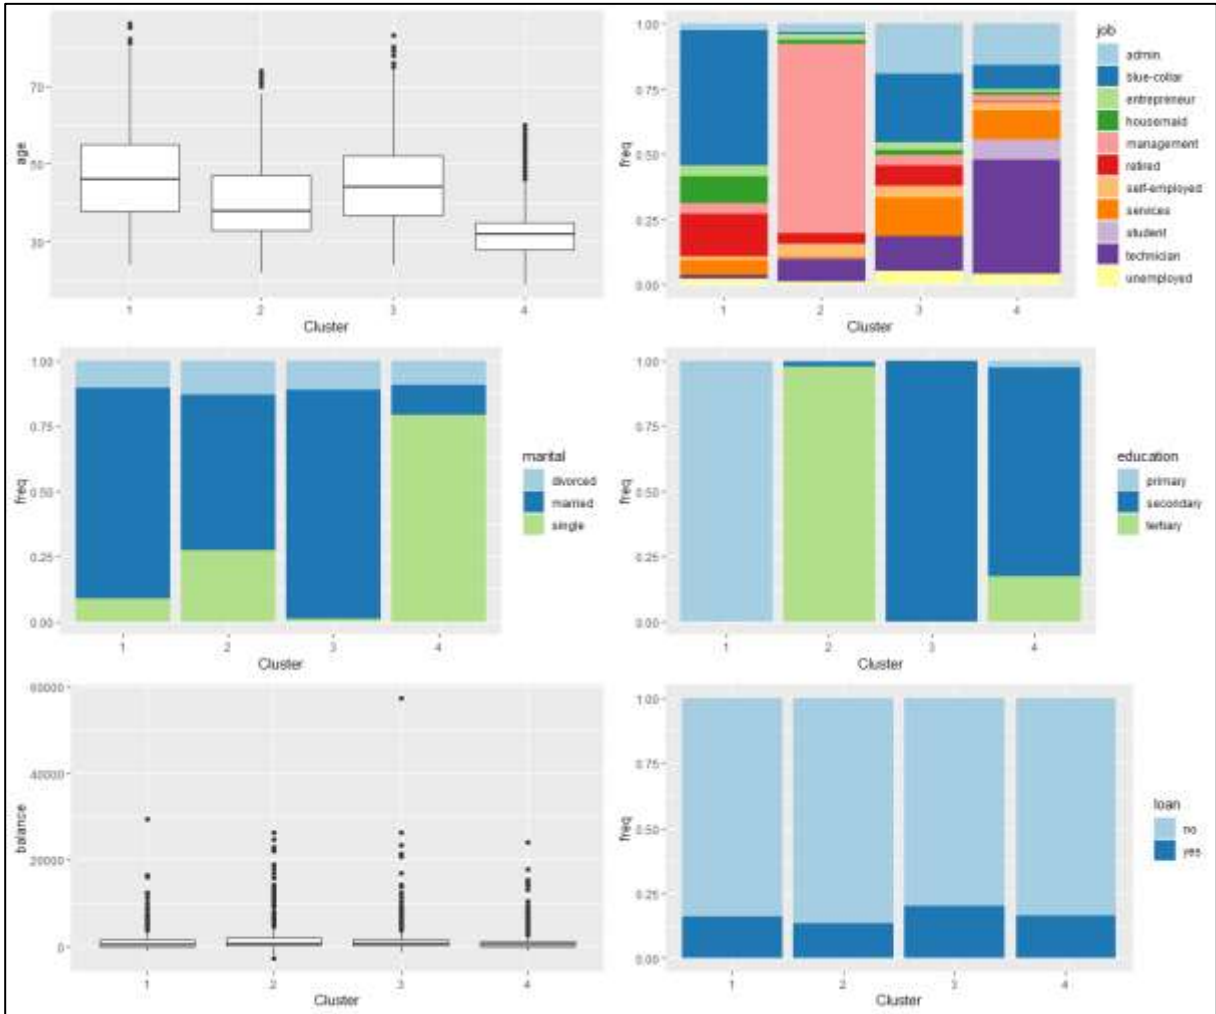 age
70
50
30
1
2
3
4
Cluster
freq
1.00
0.75
0.50
0.25
0.00
1
2
3
4
Cluster
job
admin.
blue-collar
entrepreneur
housemaid
management
retired
self-employed
services
student
technician
unemployed
freq
1.00
0.75
0.50
0.25
0.00
1
2
3
4
Cluster
marital
divorced
married
single
freq
1.00
0.75
0.50
0.25
0.00
1
2
3
4
Cluster
education
primary
secondary
tertiary
balance
60000
40000
20000
0
1
2
3
4
Cluster
freq
1.00
0.75
0.50
0.25
0.00
1
2
3
4
Cluster
loan
no
yes